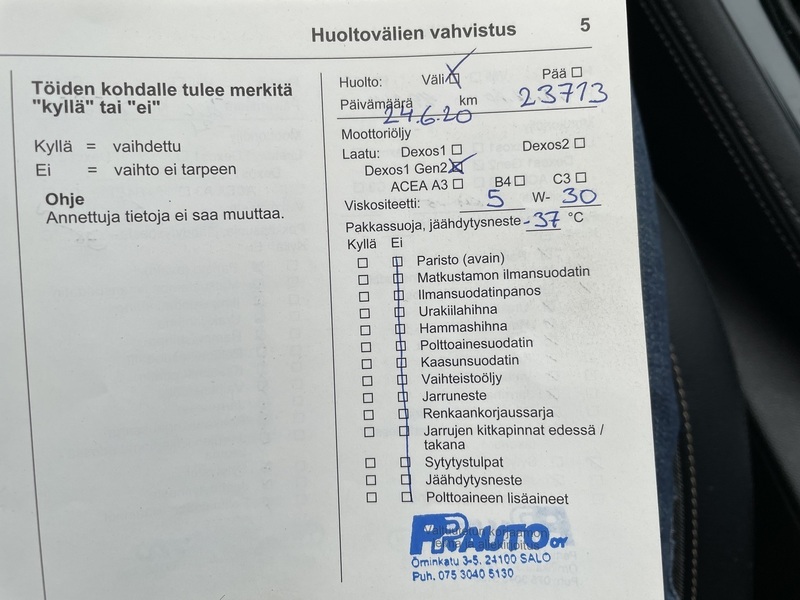 Huoltovälien vahvistus 5
Töiden kohdalle tulee merkitä
"kyllä" tai "ei"
Kyllä = vaihdettu
Ei = vaihto ei tarpeen
Ohje
Annettuja tietoja ei saa muuttaa.
Huolto: Väli Pää
Päivämäärä 24.6.20 km 23713
Moottoriöljy
Laatu: Dexos1 Dexos2
Dexos1 Gen2
ACEA A3 B4 C3
Viskositeetti: 5 W- 30
Pakkassuoja, jäähdytysneste -37 °C
Kyllä Ei
Paristo (avain)
Matkustamon ilmansuodatin
Ilmansuodatinpanos
Urakiilahihna
Hammashihna
Polttoainesuodatin
Kaasunsuodatin
Vaihteistoöljy
Jarruneste
Renkaankorjaussarja
Jarrujen kitkapinnat edessä /
takana
Sytytystulpat
Jäähdytysneste
Polttoaineen lisäaineet
PRAUTO OY
Örninkatu 3-5. 24100 SALO
Puh. 075 3040 5130